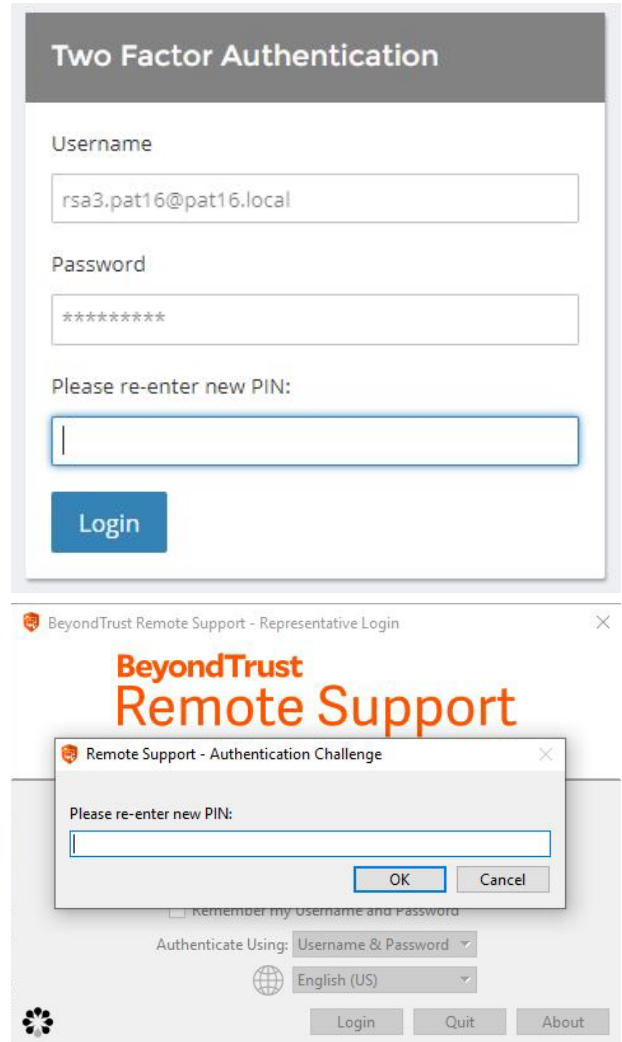 Two Factor Authentication
Username
rsa3.pat16@pat16.local
Password
*********
Please re-enter new PIN:
Login
BeyondTrust Remote Support - Representative Login
BeyondTrust
Remote Support
Remote Support - Authentication Challenge
Please re-enter new PIN:
OK Cancel
Remember my Username and Password
Authenticate Using: Username & Password
English (US)
Login Quit About